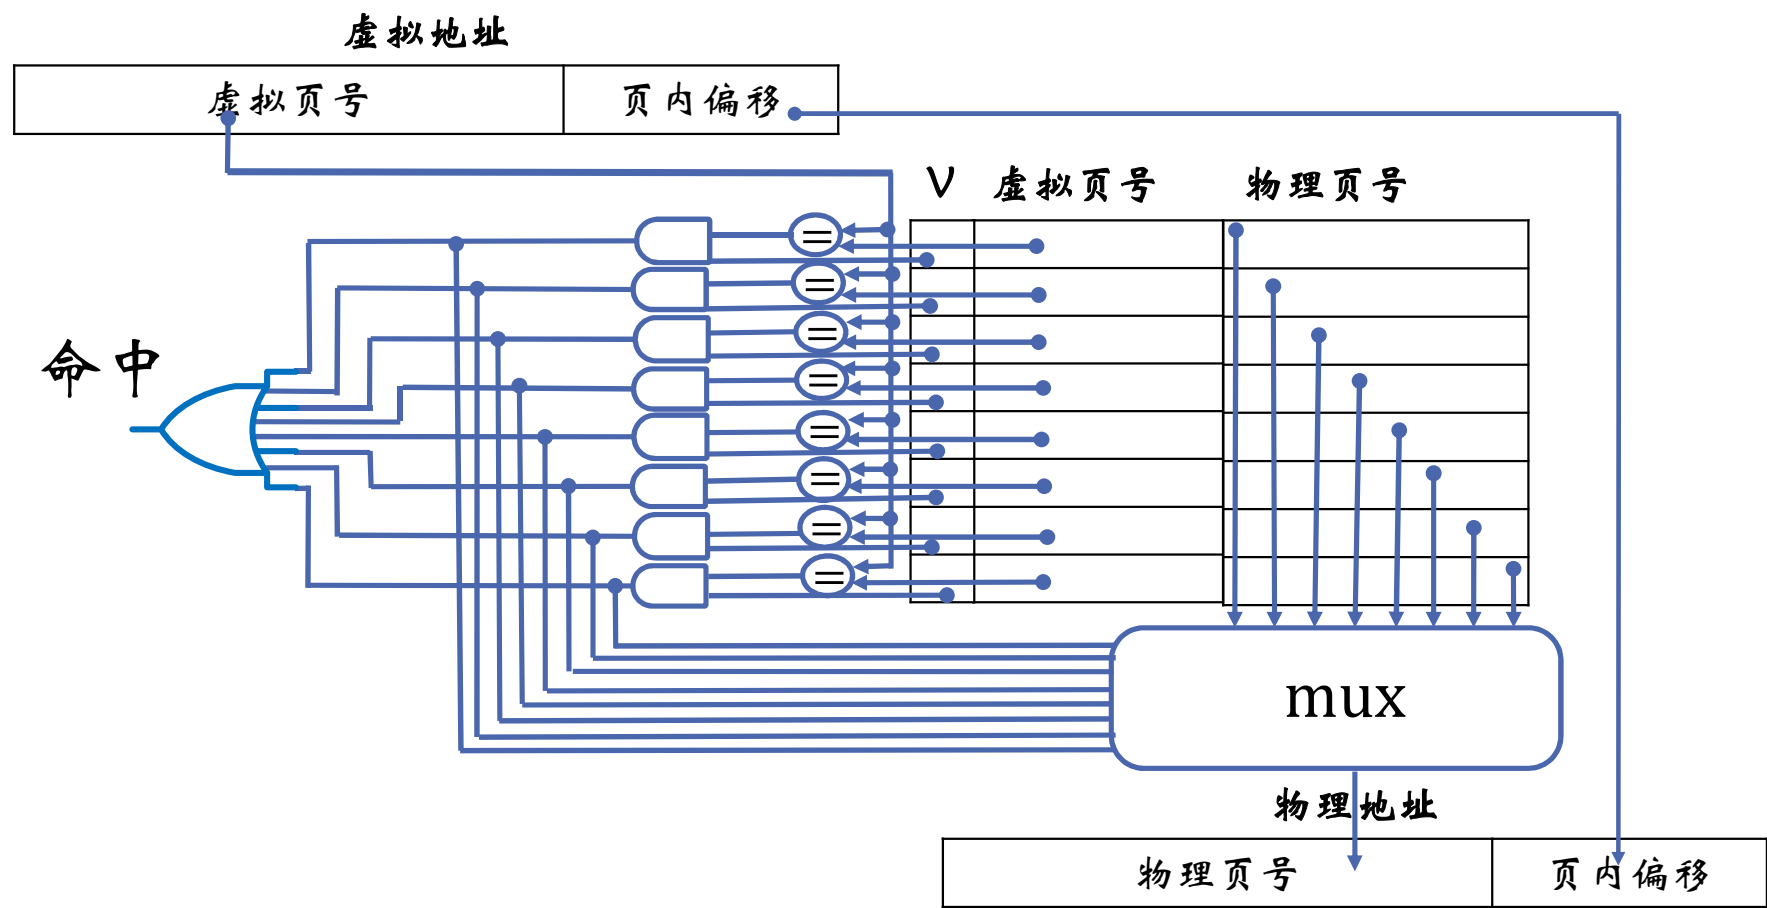 虚拟地址
虚拟页号 页内偏移
V 虚拟页号 物理页号
=
=
=
命中
=
=
=
=
=
mux
物理地址
物理页号 页内偏移